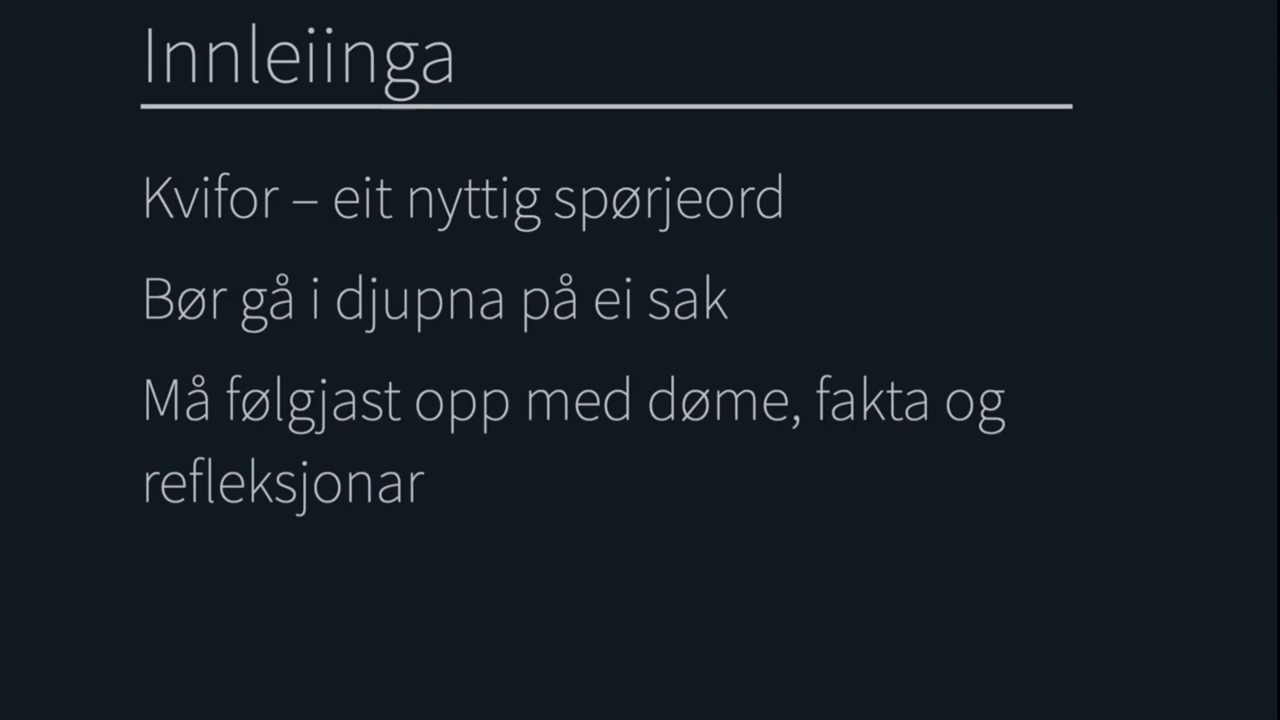 Innleiinga
Kvifor – eit nyttig spørjeord
Bør gå i djupna på ei sak
Må følgjast opp med døme, fakta og
refleksjonar